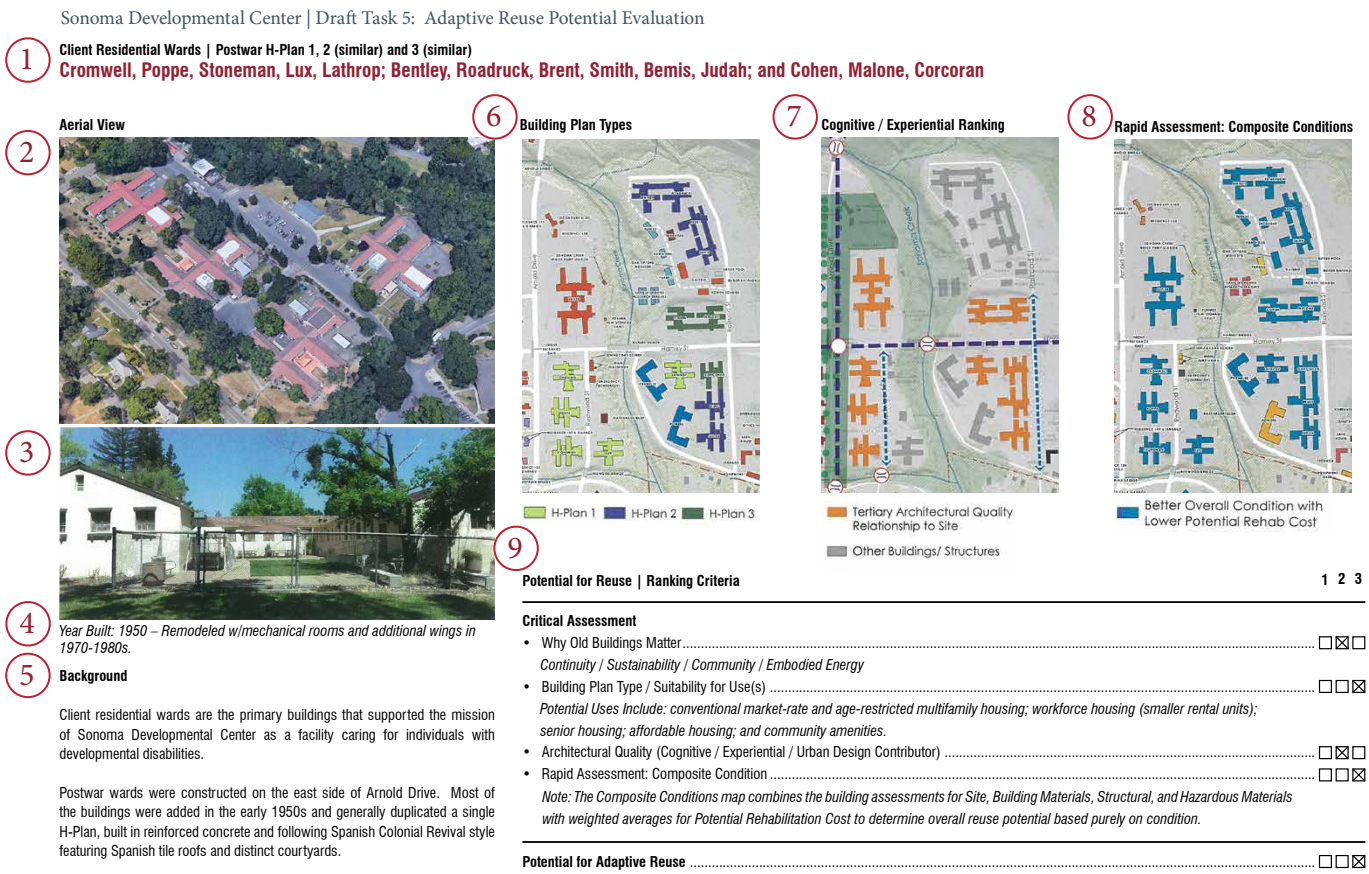 Sonoma Developmental Center | Draft Task 5: Adaptive Reuse Potential Evaluation
1
Client Residential Wards | Postwar H-Plan 1, 2 (similar) and 3 (similar)
Cromwell, Poppe, Stoneman, Lux, Lathrop; Bentley, Roadruck, Brent, Smith, Bemis, Judah; and Cohen, Malone, Corcoran
2
Aerial View
3
4
Year Built: 1950 – Remodeled w/mechanical rooms and additional wings in
1970-1980s.
5
Background
Client residential wards are the primary buildings that supported the mission
of Sonoma Developmental Center as a facility caring for individuals with
developmental disabilities.
Postwar wards were constructed on the east side of Arnold Drive. Most of
the buildings were added in the early 1950s and generally duplicated a single
H-Plan, built in reinforced concrete and following Spanish Colonial Revival style
featuring Spanish tile roofs and distinct courtyards.
6
Building Plan Types
Arnold Drive
Harney St
H-Plan 1 H-Plan 2 H-Plan 3
7
Cognitive / Experiential Ranking
Sonoma Creek
Railroad St
Tertiary Architectural Quality
Relationship to Site
Other Buildings/ Structures
8
Rapid Assessment: Composite Conditions
Arnold Drive
Harney St
Better Overall Condition with
Lower Potential Rehab Cost
9
Potential for Reuse | Ranking Criteria 1 2 3
Critical Assessment
• Why Old Buildings Matter ☐☒☐
Continuity / Sustainability / Community / Embodied Energy
• Building Plan Type / Suitability for Use(s) ☐☐☒
Potential Uses Include: conventional market-rate and age-restricted multifamily housing; workforce housing (smaller rental units);
senior housing; affordable housing; and community amenities.
• Architectural Quality (Cognitive / Experiential / Urban Design Contributor) ☐☒☐
• Rapid Assessment: Composite Condition ☐☐☒
Note: The Composite Conditions map combines the building assessments for Site, Building Materials, Structural, and Hazardous Materials
with weighted averages for Potential Rehabilitation Cost to determine overall reuse potential based purely on condition.
Potential for Adaptive Reuse ☐☐☒